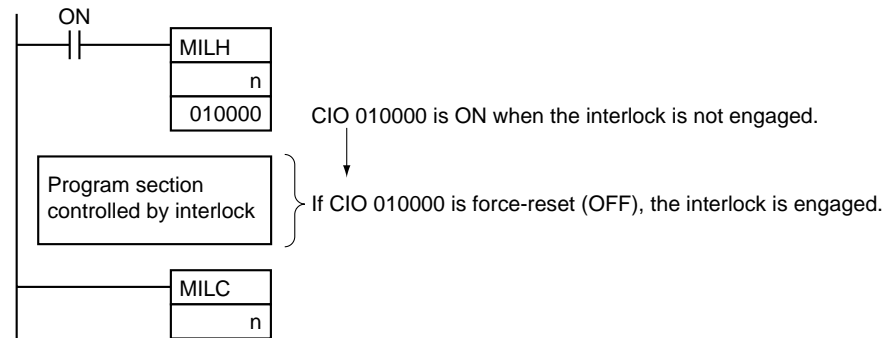 ON
MILH
n
010000
CIO 010000 is ON when the interlock is not engaged.
Program section
controlled by interlock
If CIO 010000 is force-reset (OFF), the interlock is engaged.
MILC
n